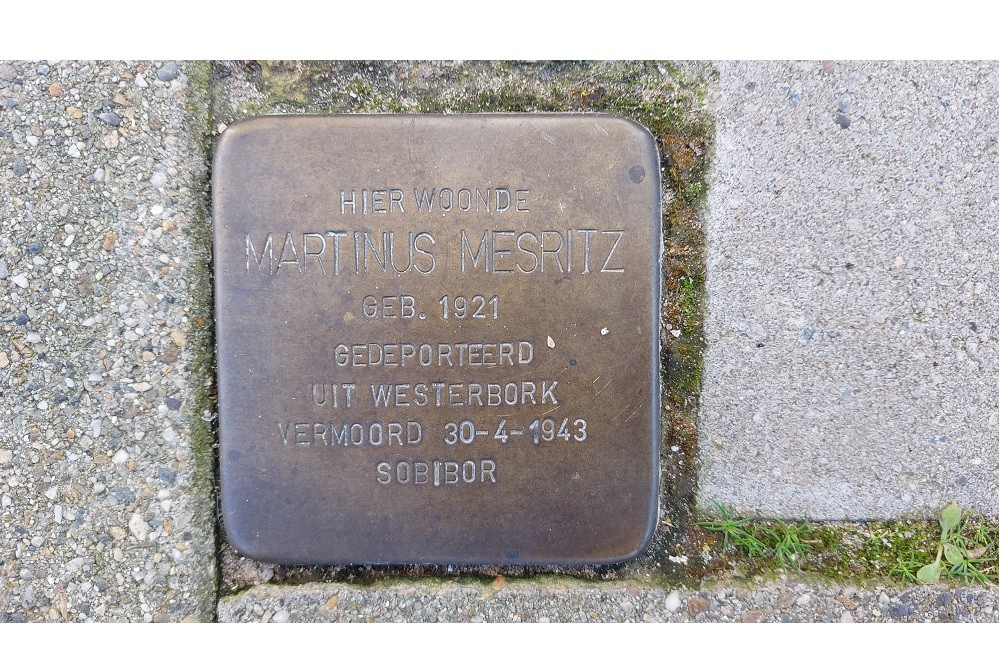 HIER WOONDE
MARTINUS MESRITZ
GEB. 1921
GEDEPORTEERD
UIT WESTERBORK
VERMOORD 30-4-1943
SOBIBOR